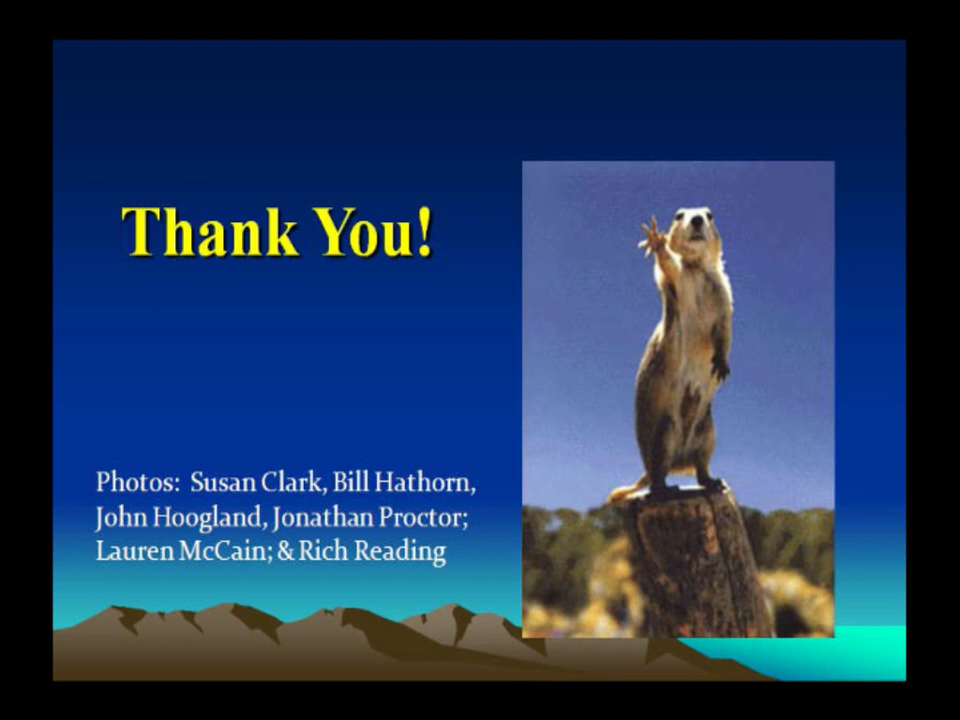 Thank You!
Photos: Susan Clark, Bill Hathorn,
John Hoogland, Jonathan Proctor;
Lauren McCain; & Rich Reading